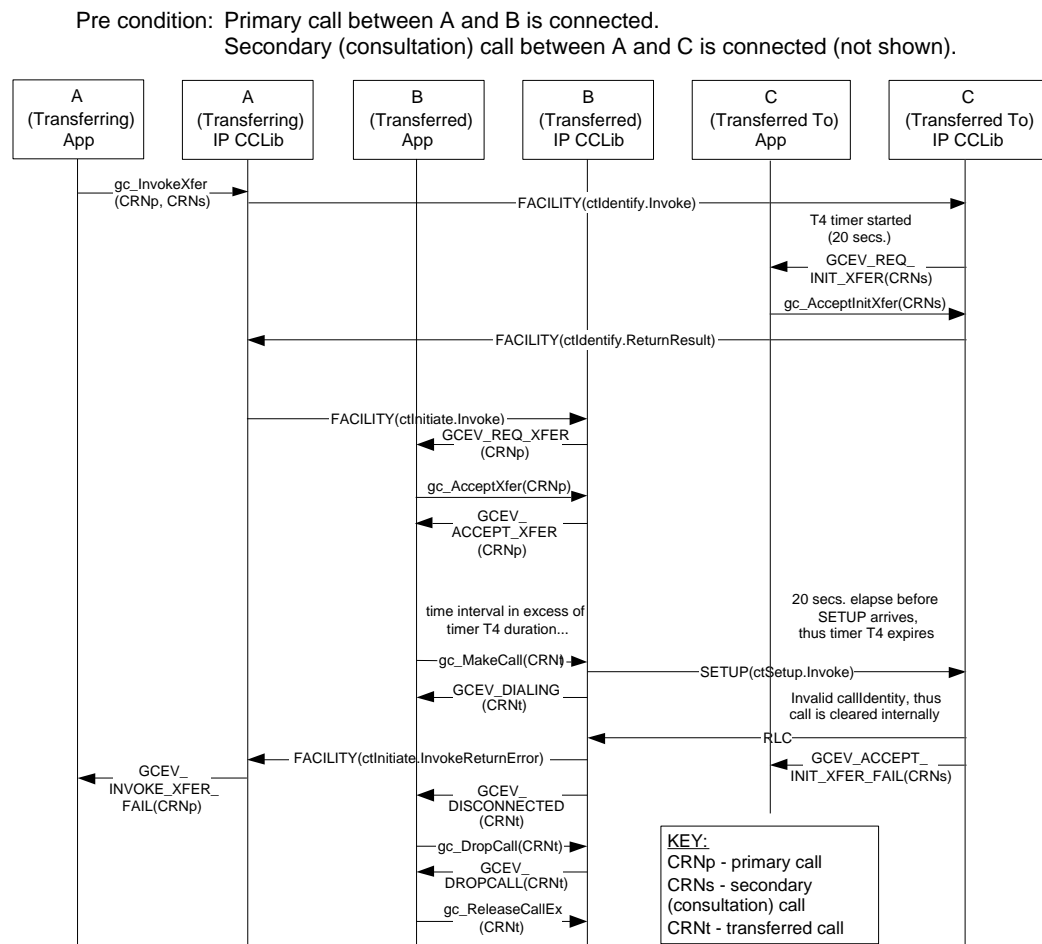 Pre condition: Primary call between A and B is connected.
Secondary (consultation) call between A and C is connected (not shown).
A
(Transferring)
App
A
(Transferring)
IP CCLib
B
(Transferred)
App
B
(Transferred)
IP CCLib
C
(Transferred To)
App
C
(Transferred To)
IP CCLib
gc_InvokeXfer
(CRNp, CRNs)
FACILITY(ctIdentify.Invoke)
T4 timer started
(20 secs.)
GCEV_REQ_
INIT_XFER(CRNs)
gc_AcceptInitXfer(CRNs)
FACILITY(ctIdentify.ReturnResult)
FACILITY(ctInitiate.Invoke)
GCEV_REQ_XFER
(CRNp)
gc_AcceptXfer(CRNp)
GCEV_
ACCEPT_XFER
(CRNp)
time interval in excess of
timer T4 duration...
20 secs. elapse before
SETUP arrives,
thus timer T4 expires
gc_MakeCall(CRNt)
SETUP(ctSetup.Invoke)
GCEV_DIALING
(CRNt)
Invalid callIdentity, thus
call is cleared internally
RLC
FACILITY(ctInitiate.InvokeReturnError)
GCEV_ACCEPT_
INIT_XFER_FAIL(CRNs)
GCEV_
INVOKE_XFER_
FAIL(CRNp)
GCEV_
DISCONNECTED
(CRNt)
gc_DropCall(CRNt)
GCEV_
DROPCALL(CRNt)
gc_ReleaseCallEx
(CRNt)
KEY:
CRNp - primary call
CRNs - secondary
(consultation) call
CRNt - transferred call